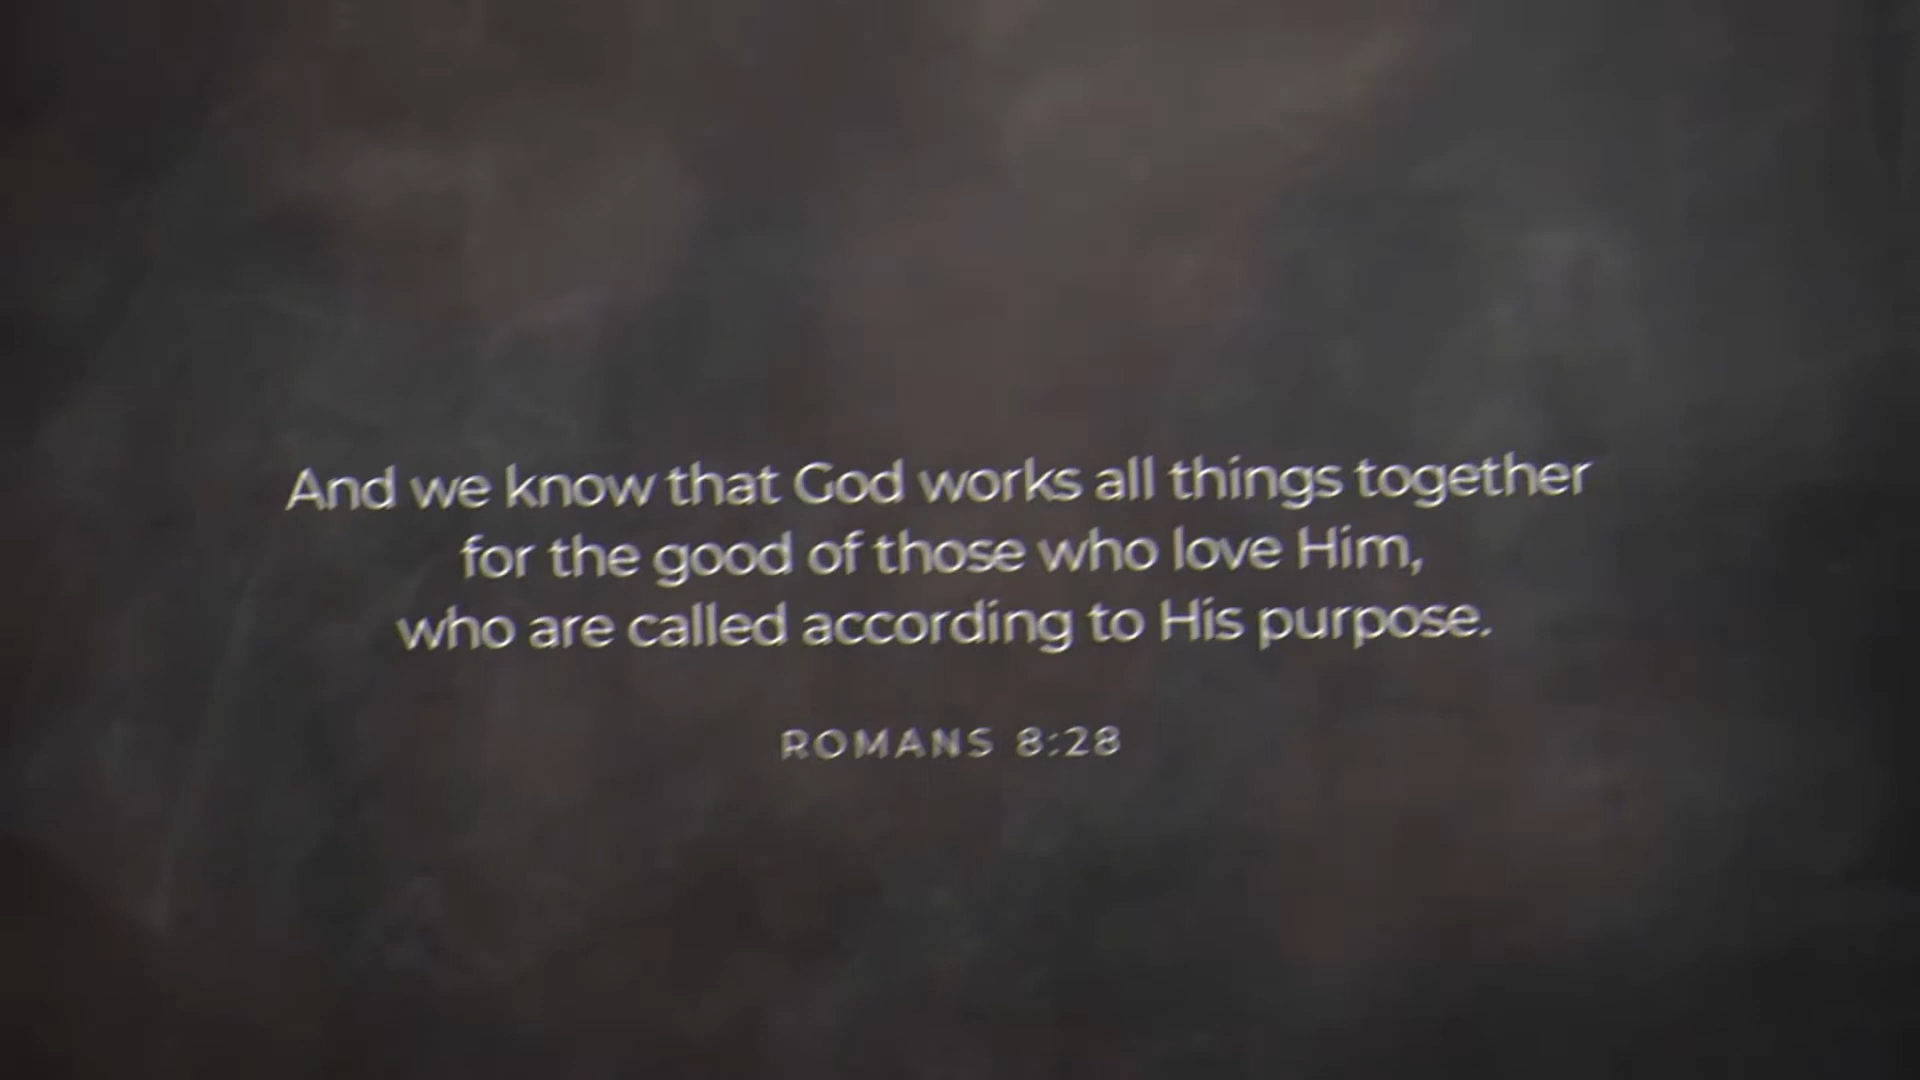 And we know that God works all things together
for the good of those who love Him,
who are called according to His purpose.
ROMANS 8:28